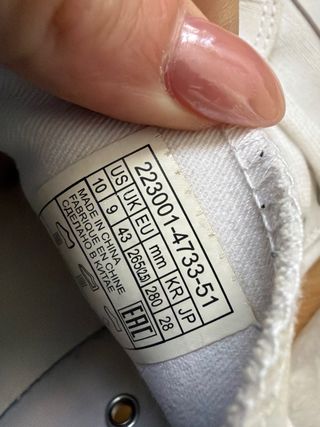 223001-4733-51
US UK EU mm KR JP
10 9 43 265(2.5) 280 28
MADE IN CHINA
FABRIQUE EN CHINE
СДЕЛАНО В КИТАЕ
EAC